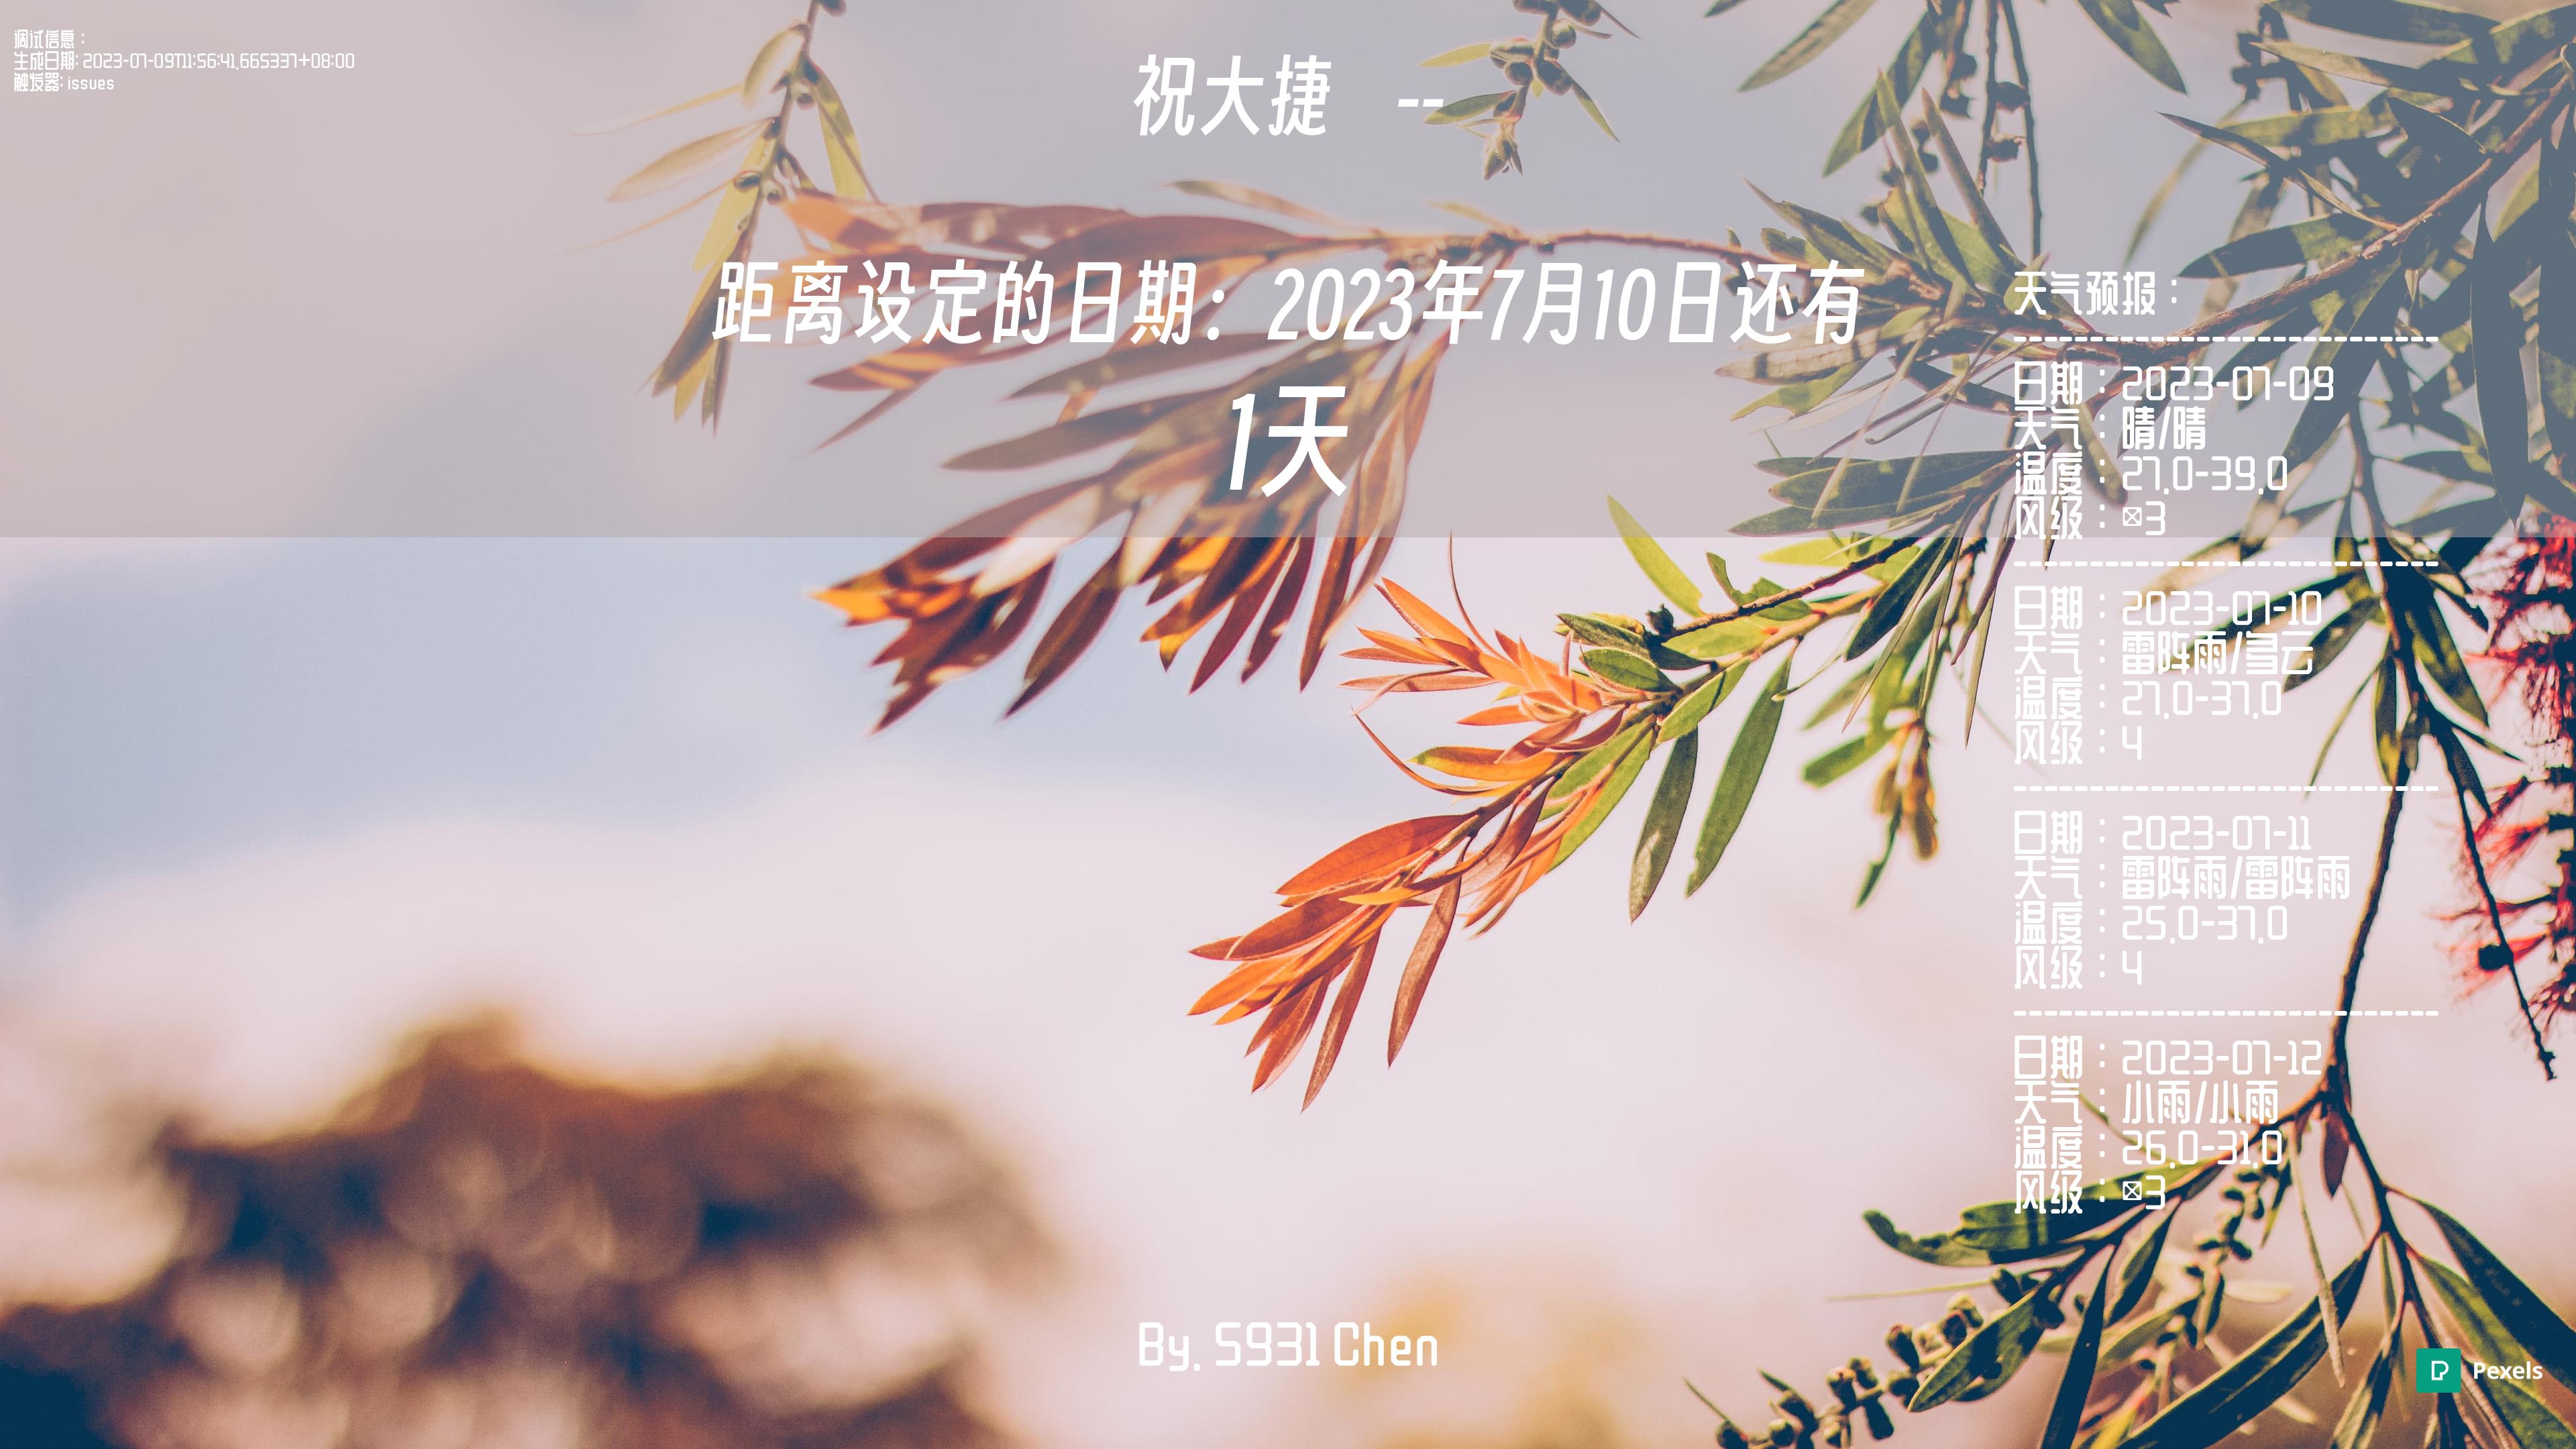 调试信息：
生成日期: 2023-07-09T11:56:41.665337+08:00
触发器: issues
祝大捷 --
距离设定的日期：2023年7月10日还有
1天
天气预报：
----------------------------
日期：2023-07-09
天气：晴/晴
温度：27.0-39.0
风级：☒3
----------------------------
日期：2023-07-10
天气：雷阵雨/多云
温度：27.0-37.0
风级：4
----------------------------
日期：2023-07-11
天气：雷阵雨/雷阵雨
温度：25.0-37.0
风级：4
----------------------------
日期：2023-07-12
天气：小雨/小雨
温度：26.0-31.0
风级：☒3
By. S931 Chen
Pexels